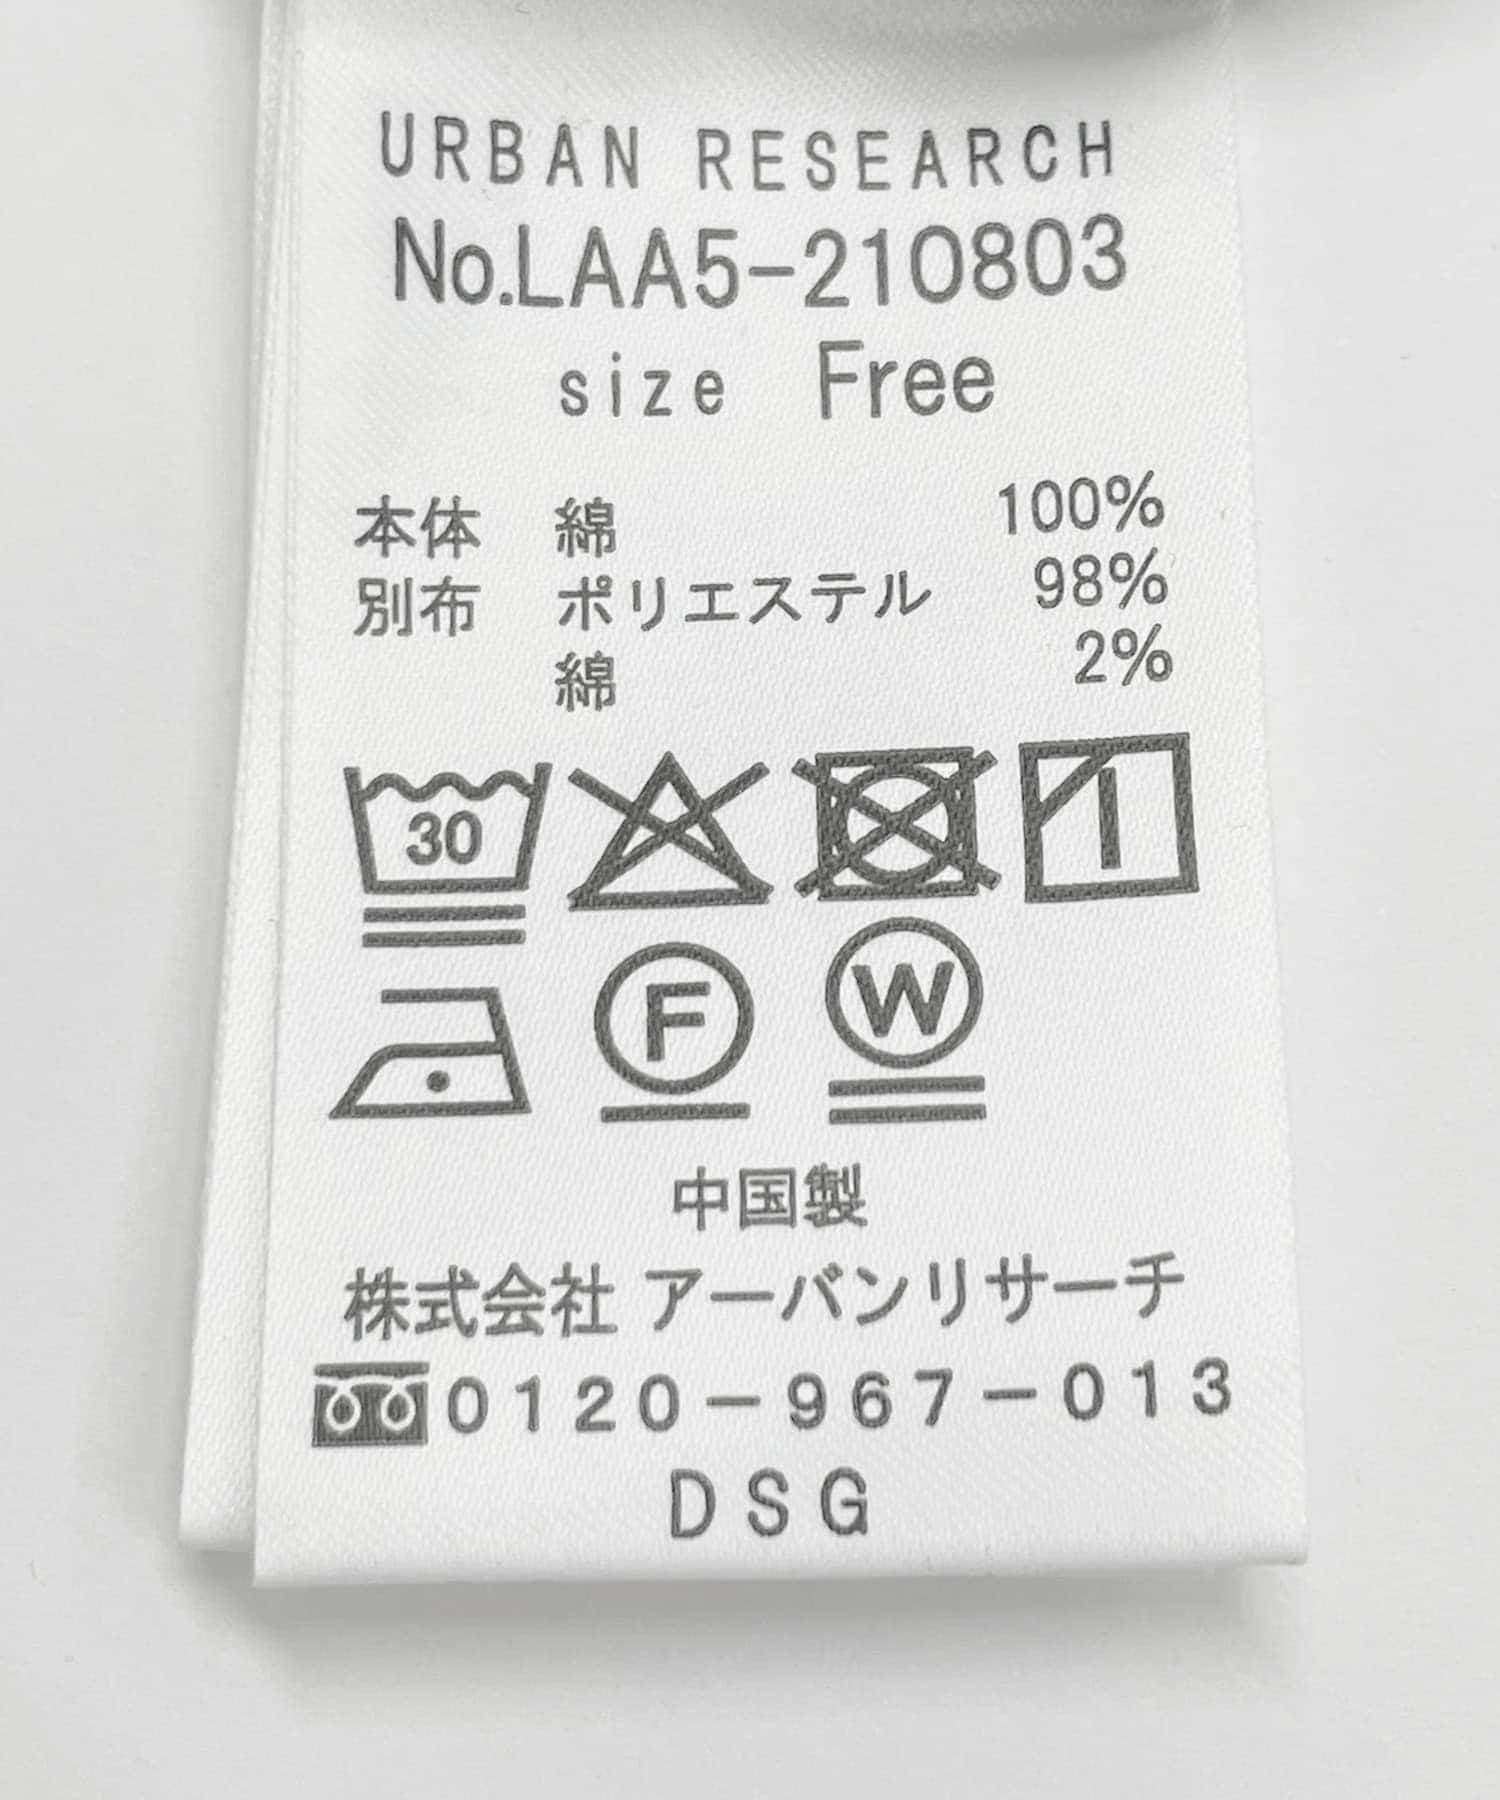 URBAN RESEARCH
No.LAA5-210803
size Free
本体 綿 100%
別布 ポリエステル 98%
綿 2%
30
F W
中国製
株式会社 アーバンリサーチ
0120-967-013
DSG